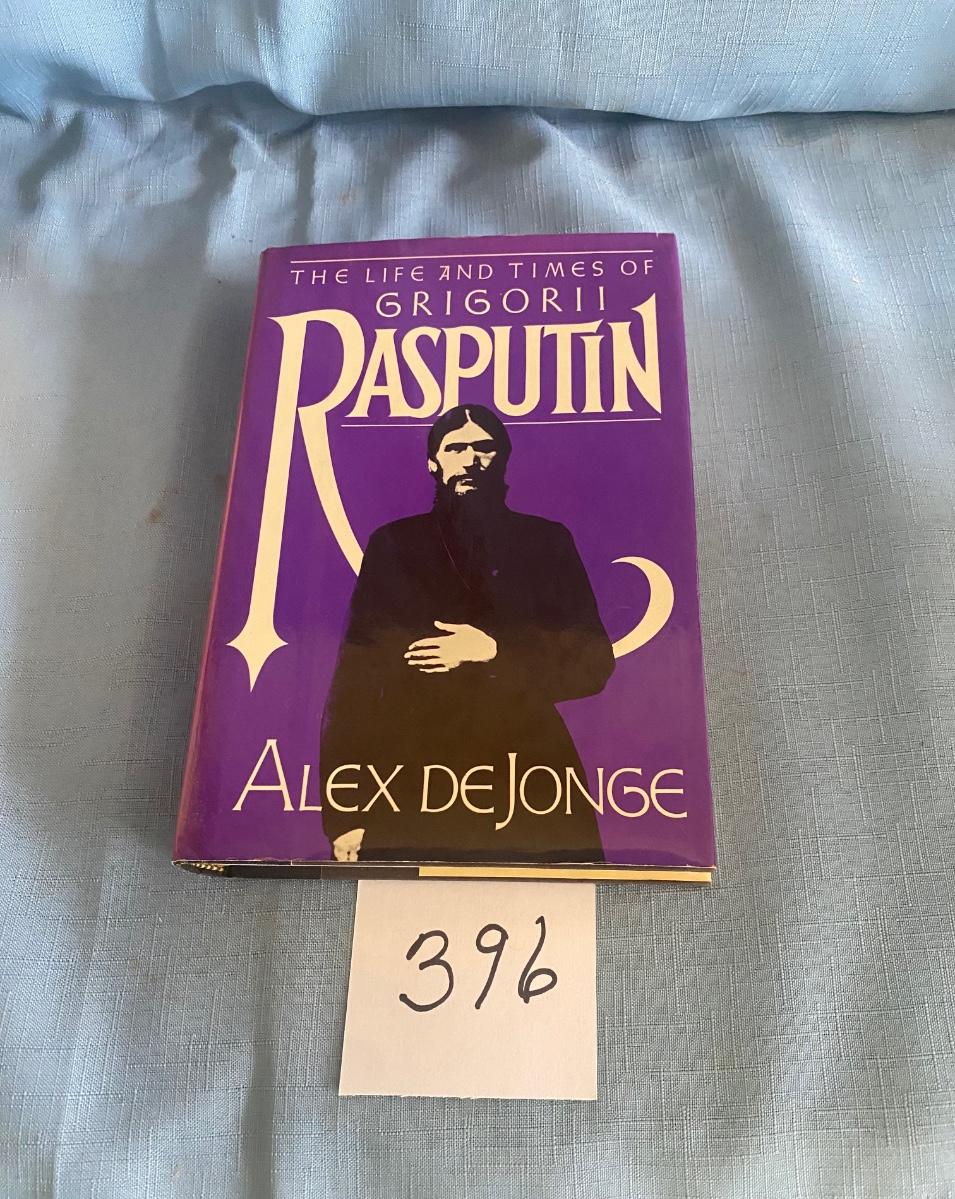 THE LIFE AND TIMES OF
GRIGORII
RASPUTIN
ALEX DE JONGE
396